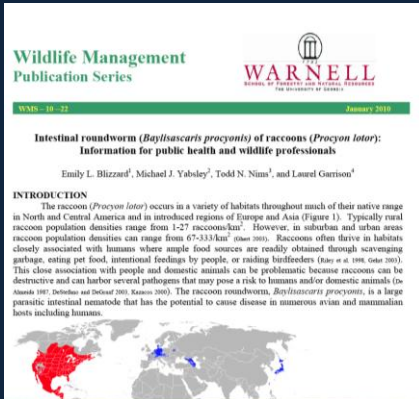 Wildlife Management
Publication Series
WARNELL
SCHOOL OF FORESTRY AND NATURAL RESOURCES
THE UNIVERSITY OF GEORGIA
WMS – 10 –22 January 2010
Intestinal roundworm (Baylisascaris procyonis) of raccoons (Procyon lotor):
Information for public health and wildlife professionals
Emily L. Blizzard1, Michael J. Yabsley2, Todd N. Nims3, and Laurel Garrison4
INTRODUCTION
The raccoon (Procyon lotor) occurs in a variety of habitats throughout much of their native range
in North and Central America and in introduced regions of Europe and Asia (Figure 1). Typically rural
raccoon population densities range from 1-27 raccoons/km2. However, in suburban and urban areas
raccoon population densities can range from 67-333/km2 (Gehrt 2003). Raccoons often thrive in habitats
closely associated with humans where ample food sources are readily obtained through scavenging
garbage, eating pet food, intentional feedings by people, or raiding birdfeeders (Riley et al. 1998, Gehrt 2003).
This close association with people and domestic animals can be problematic because raccoons can be
destructive and can harbor several pathogens that may pose a risk to humans and/or domestic animals (De
Almeida 1987, DeStefano and DeGraaf 2003, Kazacos 2000). The raccoon roundworm, Baylisascaris procyonis, is a large
parasitic intestinal nematode that has the potential to cause disease in numerous avian and mammalian
hosts including humans.